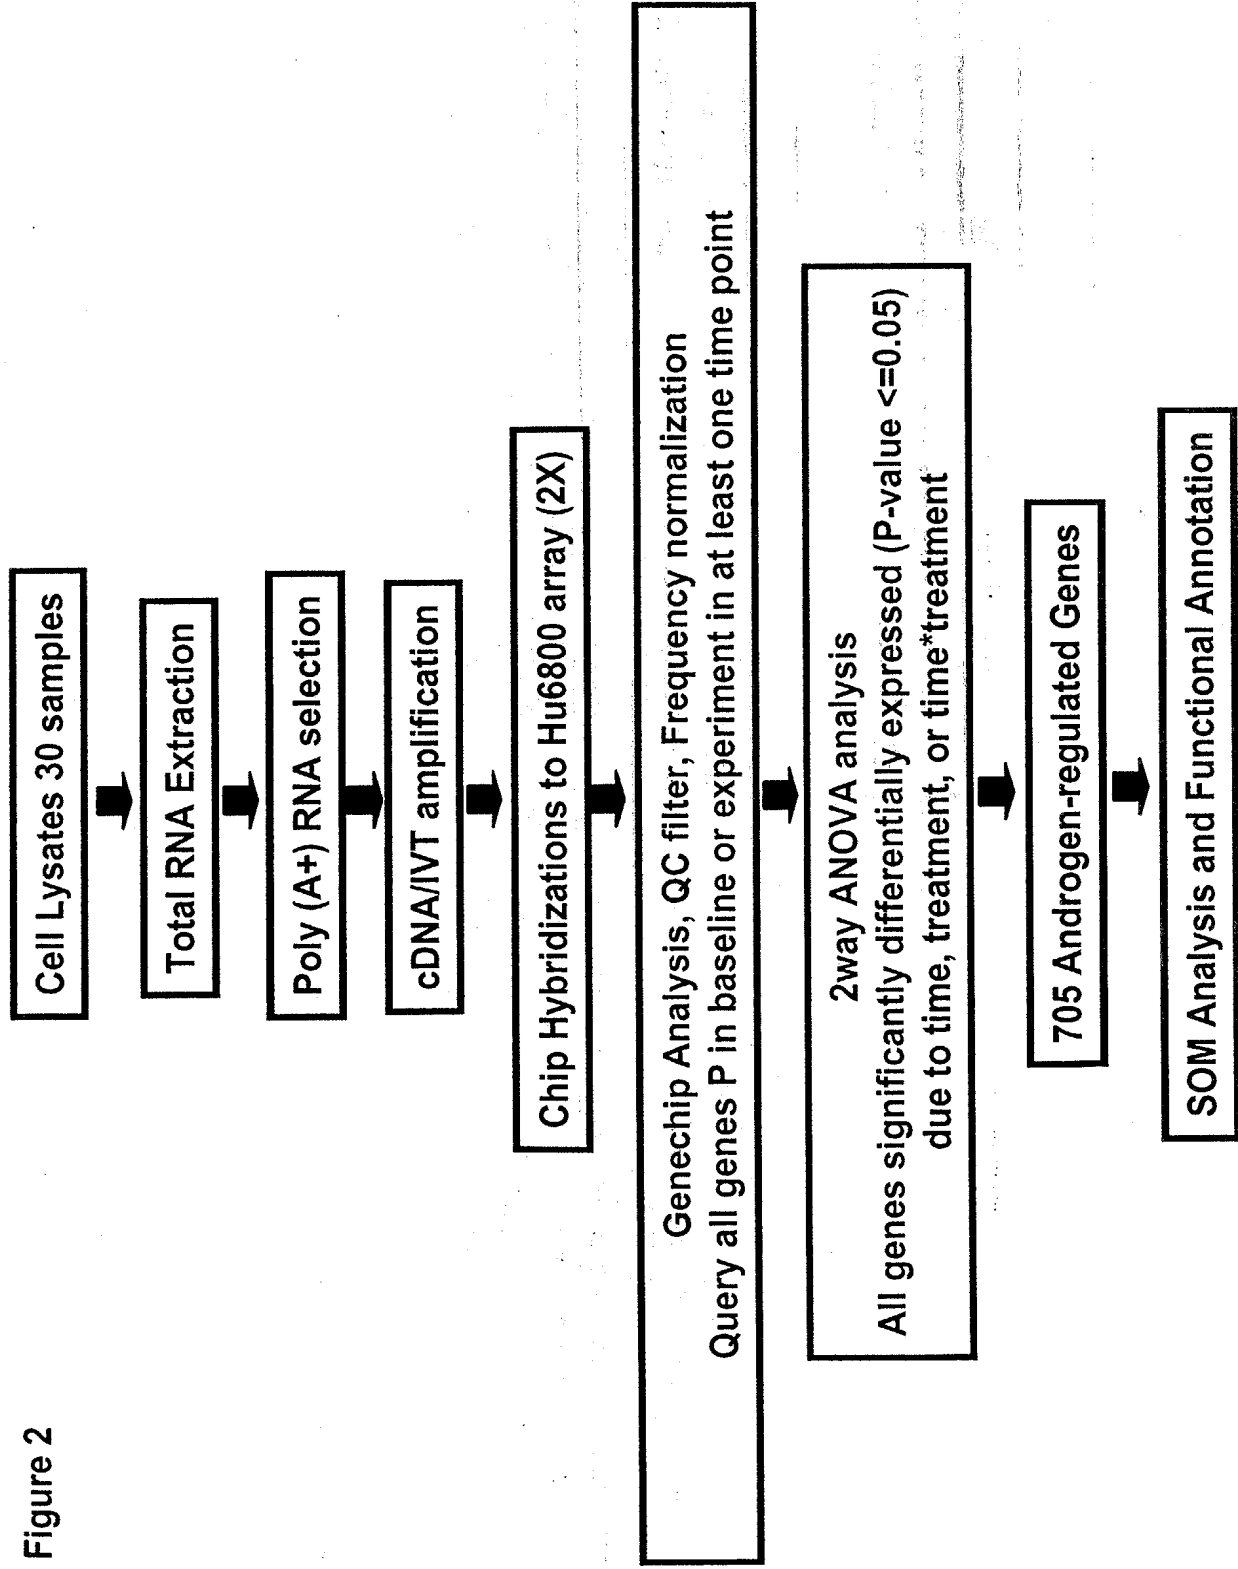 Figure 2
Cell Lysates 30 samples
Total RNA Extraction
Poly (A+) RNA selection
cDNA/IVT amplification
Chip Hybridizations to Hu6800 array (2X)
Genechip Analysis, QC filter, Frequency normalization
Query all genes P in baseline or experiment in at least one time point
2way ANOVA analysis
All genes significantly differentially expressed (P-value <=0.05)
due to time, treatment, or time*treatment
705 Androgen-regulated Genes
SOM Analysis and Functional Annotation